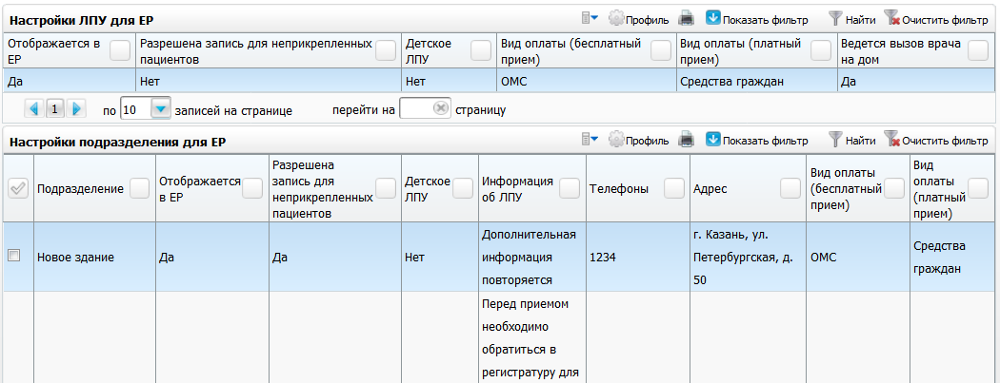 Настройки ЛПУ для ЕР
Профиль
Показать фильтр
Найти
Очистить фильтр
Отображается в
ЕР
Разрешена запись для неприкрепленных
пациентов
Детское
ЛПУ
Вид оплаты (бесплатный
прием)
Вид оплаты (платный
прием)
Ведется вызов врача
на дом
Да
Нет
Нет
ОМС
Средства граждан
Да
1
по 10 записей на странице
перейти на
страницу
Настройки подразделения для ЕР
Профиль
Показать фильтр
Найти
Очистить фильтр
Подразделение
Отображается
в ЕР
Разрешена
запись для
неприкрепленных
пациентов
Детское
ЛПУ
Информация
об ЛПУ
Телефоны
Адрес
Вид оплаты
(бесплатный
прием)
Вид
оплаты
(платный
прием)
Новое здание
Да
Да
Нет
Дополнительная
информация
повторяется
1234
г. Казань, ул.
Петербургская, д.
50
ОМС
Средства
граждан
Перед приемом
необходимо
обратиться в
регистратуру для